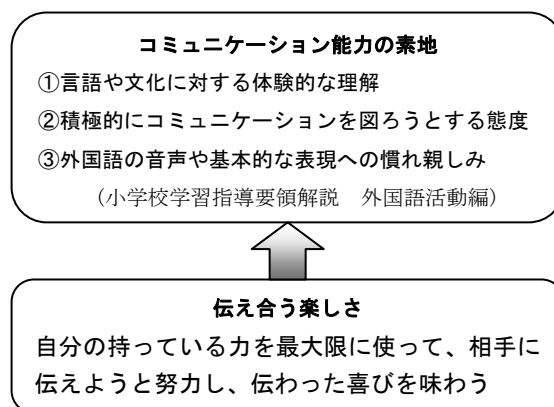 コミュニケーション能力の素地
①言語や文化に対する体験的な理解
②積極的にコミュニケーションを図ろうとする態度
③外国語の音声や基本的な表現への慣れ親しみ
（小学校学習指導要領解説　外国語活動編）
伝え合う楽しさ
自分の持っている力を最大限に使って、相手に
伝えようと努力し、伝わった喜びを味わう